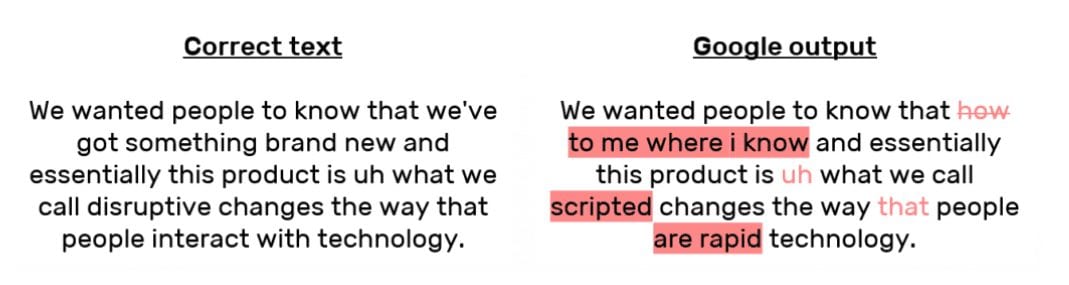 Correct text
We wanted people to know that we've
got something brand new and
essentially this product is uh what we
call disruptive changes the way that
people interact with technology.
Google output
We wanted people to know that how
to me where i know and essentially
this product is uh what we call
scripted changes the way that people
are rapid technology.